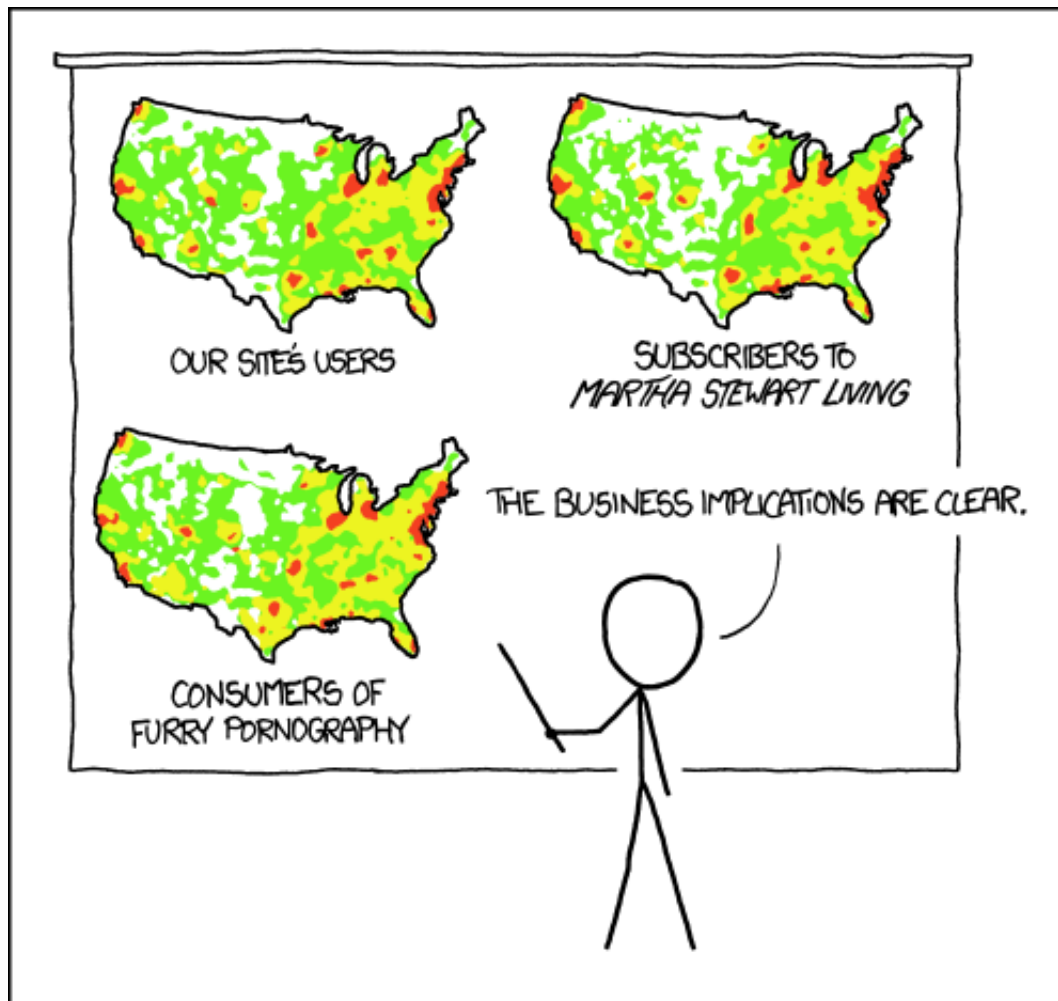 OUR SITE'S USERS
SUBSCRIBERS TO
MARTHA STEWART LIVING
CONSUMERS OF
FURRY PORNOGRAPHY
THE BUSINESS IMPLICATIONS ARE CLEAR.